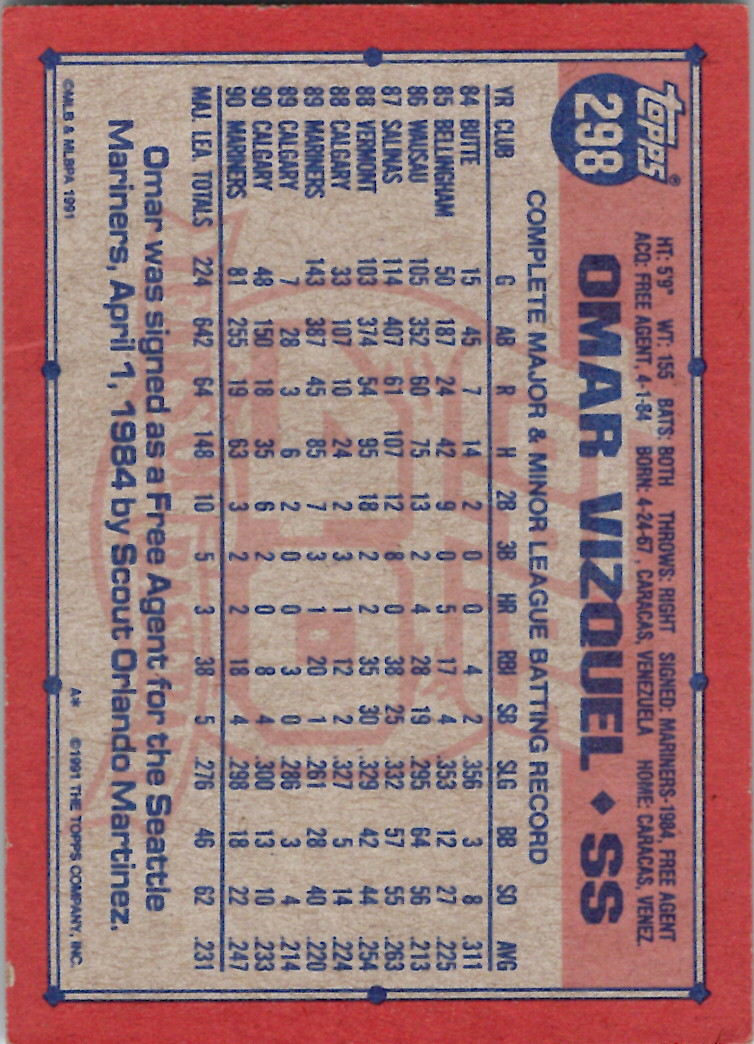 topps®
298
HT: 5'9" WT: 155 BATS: BOTH THROWS: RIGHT SIGNED: MARINERS-1984, FREE AGENT
ACQ: FREE AGENT, 4-1-84 BORN: 4-24-67, CARACAS, VENEZUELA HOME: CARACAS, VENEZ.
OMAR VIZQUEL ♦ SS
COMPLETE MAJOR & MINOR LEAGUE BATTING RECORD
YR CLUB G AB R H 2B 3B HR RBI SB SLG BB SO AVG
84 BUTTE 15 45 7 14 2 0 0 4 2 .356 3 8 .311
85 BELLINGHAM 50 187 24 42 9 0 5 17 4 .353 12 27 .225
86 WAUSAU 105 352 60 75 13 2 4 28 19 .295 64 56 .213
87 SALINAS 114 407 61 107 12 8 0 38 25 .332 57 55 .263
88 VERMONT 103 374 54 95 18 2 2 35 30 .329 42 44 .254
88 CALGARY 33 107 10 24 2 3 1 12 2 .327 5 14 .224
89 MARINERS 143 387 45 85 7 3 1 20 1 .261 28 40 .220
89 CALGARY 7 28 3 6 2 0 0 3 0 .286 3 4 .214
90 CALGARY 48 150 18 35 6 2 0 8 4 .300 13 10 .233
90 MARINERS 81 255 19 63 3 2 2 18 4 .298 18 22 .247
MAJ. LEA. TOTALS 224 642 64 148 10 5 3 38 5 .276 46 62 .231
Omar was signed as a Free Agent for the Seattle
Mariners, April 1, 1984 by Scout Orlando Martinez.
©MLB & MLBPA 1991 A* ©1991 THE TOPPS COMPANY, INC.